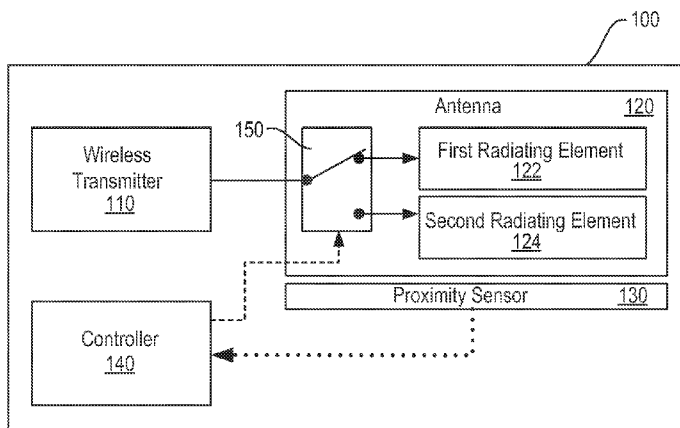 100
Antenna 120
150
Wireless
Transmitter
110
First Radiating Element
122
Second Radiating Element
124
Proximity Sensor 130
Controller
140